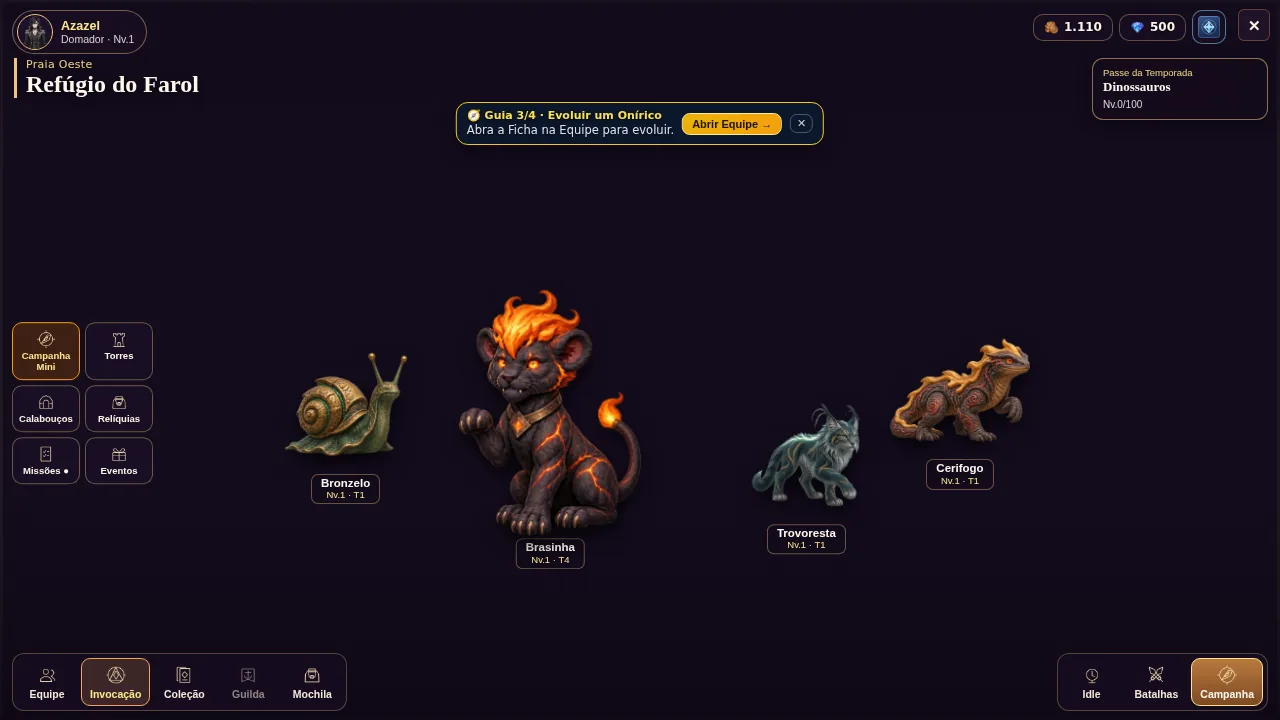 Azazel
Domador · Nv.1
1.110
500
×
Praia Oeste
Refúgio do Farol
Passe da Temporada
Dinossauros
Nv.0/100
Guia 3/4 · Evoluir um Onírico
Abra a Ficha na Equipe para evoluir.
Abrir Equipe →
×
Campanha
Mini
Torres
Calabouços
Relíquias
Missões ●
Eventos
Bronzelo
Nv.1 · T1
Brasinha
Nv.1 · T4
Trovoresta
Nv.1 · T1
Cerifogo
Nv.1 · T1
Equipe
Invocação
Coleção
Guilda
Mochila
Idle
Batalhas
Campanha